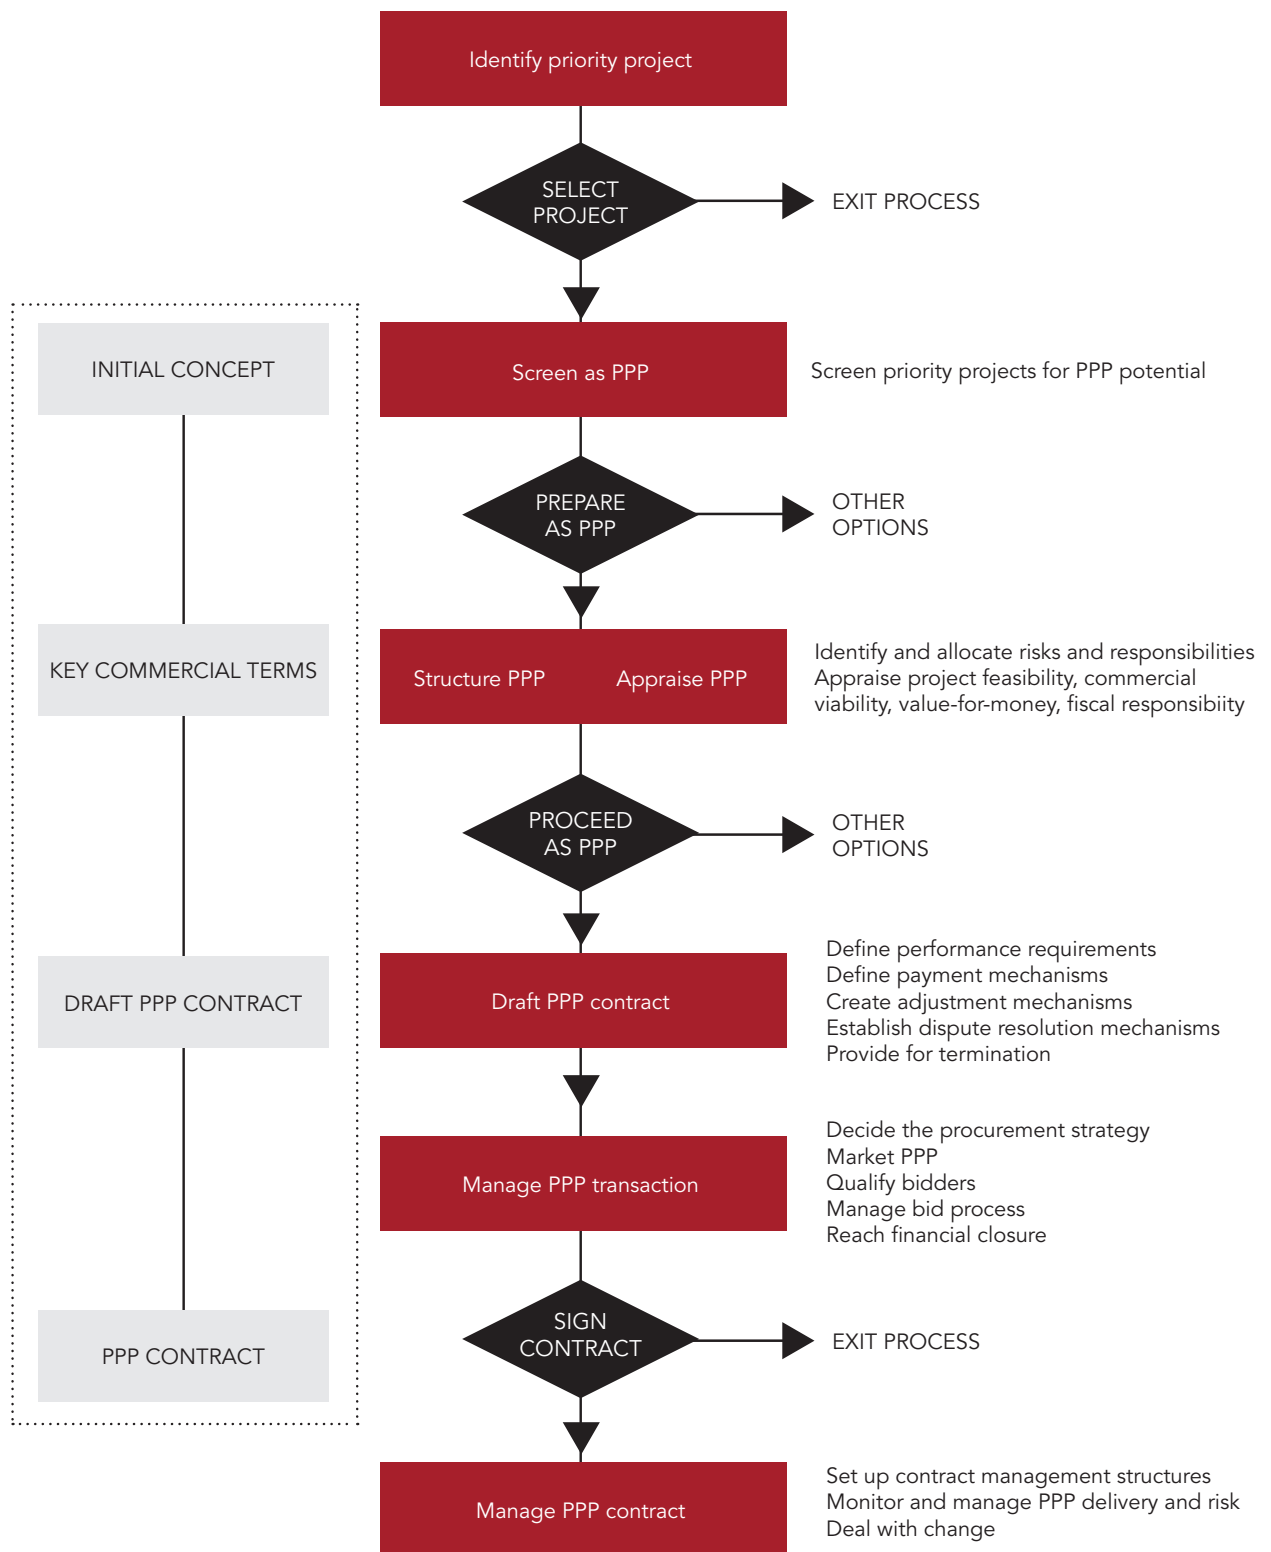 Identify priority project
SELECT
PROJECT
EXIT PROCESS
INITIAL CONCEPT
Screen as PPP
Screen priority projects for PPP potential
PREPARE
AS PPP
OTHER
OPTIONS
KEY COMMERCIAL TERMS
Structure PPP
Appraise PPP
Identify and allocate risks and responsibilities
Appraise project feasibility, commercial
viability, value-for-money, fiscal responsibiity
PROCEED
AS PPP
OTHER
OPTIONS
DRAFT PPP CONTRACT
Draft PPP contract
Define performance requirements
Define payment mechanisms
Create adjustment mechanisms
Establish dispute resolution mechanisms
Provide for termination
Manage PPP transaction
Decide the procurement strategy
Market PPP
Qualify bidders
Manage bid process
Reach financial closure
SIGN
CONTRACT
EXIT PROCESS
PPP CONTRACT
Manage PPP contract
Set up contract management structures
Monitor and manage PPP delivery and risk
Deal with change